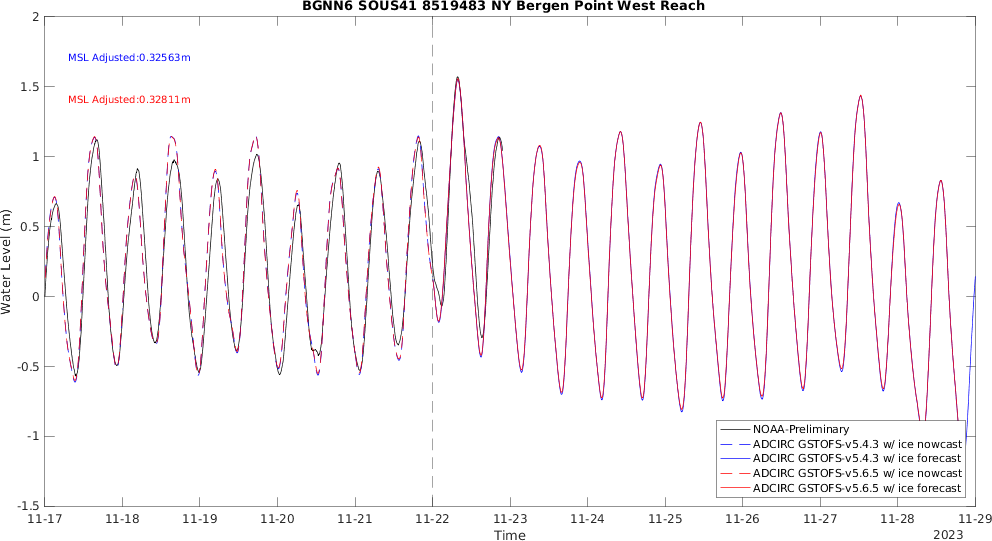 BGNN6 SOUS41 8519483 NY Bergen Point West Reach
2
1.5
1
0.5
0
-0.5
-1
-1.5
Water Level (m)
MSL Adjusted:0.32563m
MSL Adjusted:0.32811m
NOAA-Preliminary
ADCIRC GSTOFS-v5.4.3 w/ ice nowcast
ADCIRC GSTOFS-v5.4.3 w/ ice forecast
ADCIRC GSTOFS-v5.6.5 w/ ice nowcast
ADCIRC GSTOFS-v5.6.5 w/ ice forecast
11-17 11-18 11-19 11-20 11-21 11-22 11-23 11-24 11-25 11-26 11-27 11-28 11-29
Time
2023